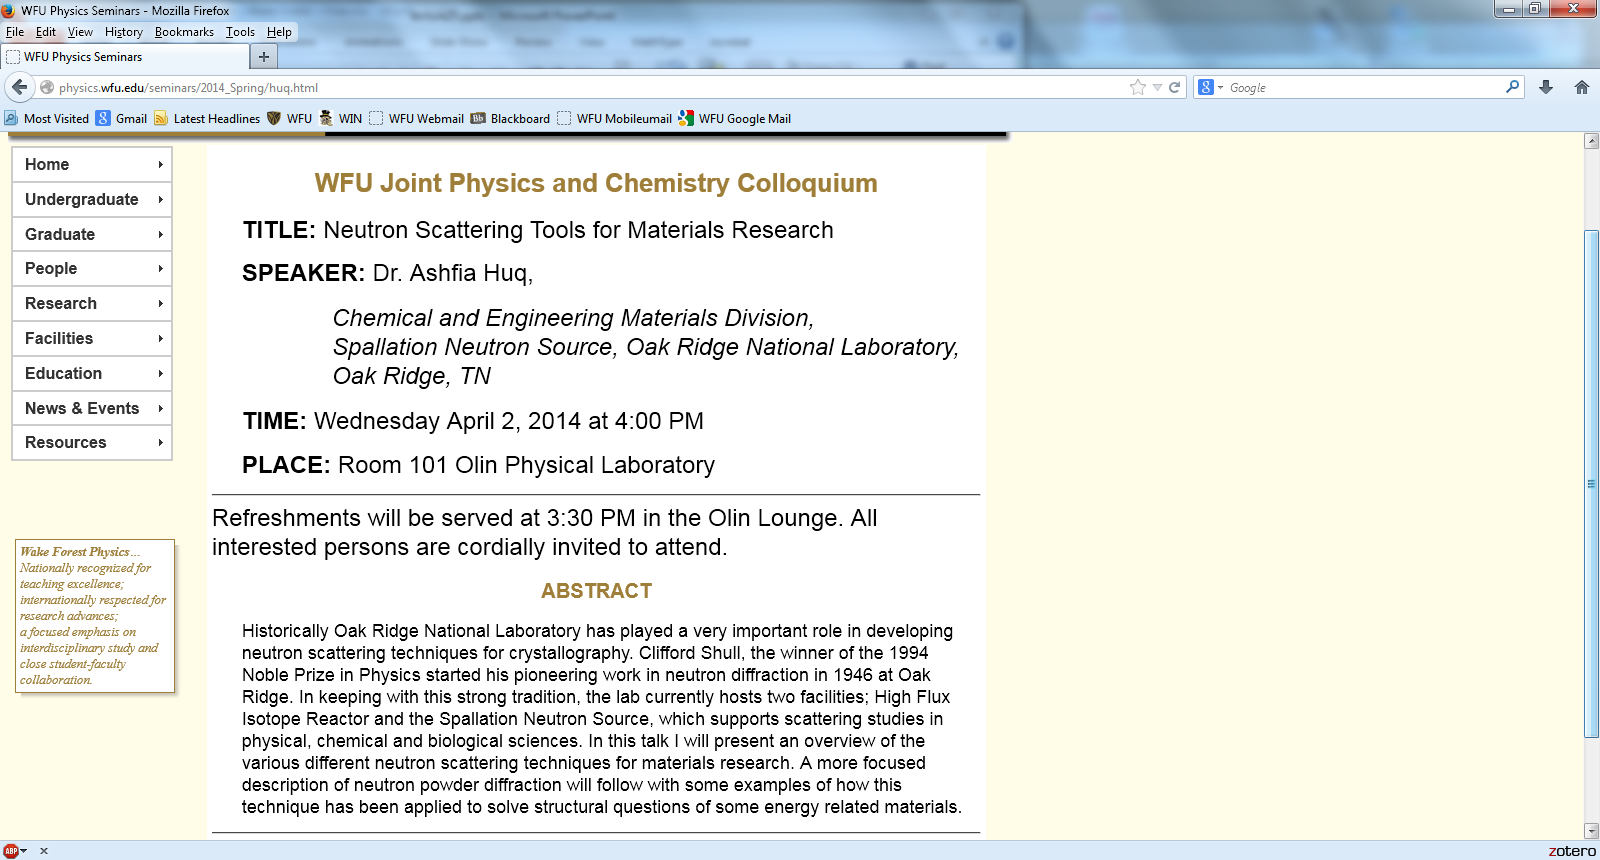 WFU Physics Seminars - Mozilla Firefox
File Edit View History Bookmarks Tools Help
WFU Physics Seminars
physics.wfu.edu/seminars/2014_Spring/huq.html
Google
Most Visited Gmail Latest Headlines WFU WIN WFU Webmail Blackboard WFU Mobileumail WFU Google Mail
Home
Undergraduate
Graduate
People
Research
Facilities
Education
News & Events
Resources
Wake Forest Physics...
Nationally recognized for
teaching excellence;
internationally respected for
research advances;
a focused emphasis on
interdisciplinary study and
close student-faculty
collaboration.
WFU Joint Physics and Chemistry Colloquium
TITLE: Neutron Scattering Tools for Materials Research
SPEAKER: Dr. Ashfia Huq,
Chemical and Engineering Materials Division,
Spallation Neutron Source, Oak Ridge National Laboratory,
Oak Ridge, TN
TIME: Wednesday April 2, 2014 at 4:00 PM
PLACE: Room 101 Olin Physical Laboratory
Refreshments will be served at 3:30 PM in the Olin Lounge. All
interested persons are cordially invited to attend.
ABSTRACT
Historically Oak Ridge National Laboratory has played a very important role in developing
neutron scattering techniques for crystallography. Clifford Shull, the winner of the 1994
Noble Prize in Physics started his pioneering work in neutron diffraction in 1946 at Oak
Ridge. In keeping with this strong tradition, the lab currently hosts two facilities; High Flux
Isotope Reactor and the Spallation Neutron Source, which supports scattering studies in
physical, chemical and biological sciences. In this talk I will present an overview of the
various different neutron scattering techniques for materials research. A more focused
description of neutron powder diffraction will follow with some examples of how this
technique has been applied to solve structural questions of some energy related materials.
ABP
zotero